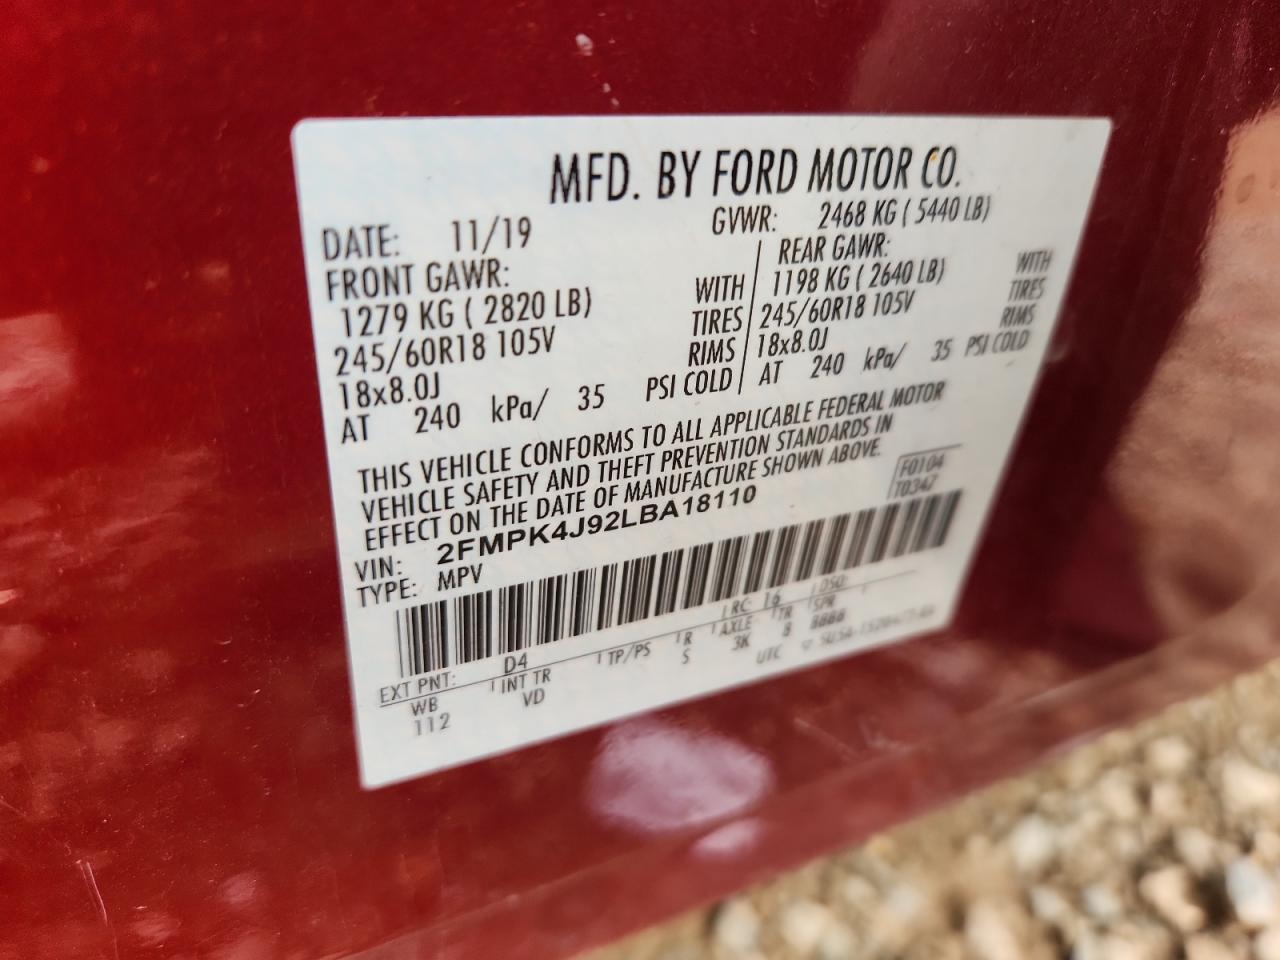 MFD. BY FORD MOTOR CO.
DATE: 11/19 GVWR: 2468 KG ( 5440 LB)
FRONT GAWR: REAR GAWR:
1279 KG ( 2820 LB) WITH 1198 KG ( 2640 LB) WITH
245/60R18 105V TIRES 245/60R18 105V TIRES
18x8.0J RIMS 18x8.0J RIMS
AT 240 kPa/ 35 PSI COLD AT 240 kPa/ 35 PSI COLD
THIS VEHICLE CONFORMS TO ALL APPLICABLE FEDERAL MOTOR
VEHICLE SAFETY AND THEFT PREVENTION STANDARDS IN
EFFECT ON THE DATE OF MANUFACTURE SHOWN ABOVE.
F0104
T0347
VIN: 2FMPK4J92LBA18110
TYPE: MPV
EXT PNT: D4 RC: 16 DSO:
WB INT TR TP/PS R AXLE TR SPR
112 VD S 3K 8 8888
UTC